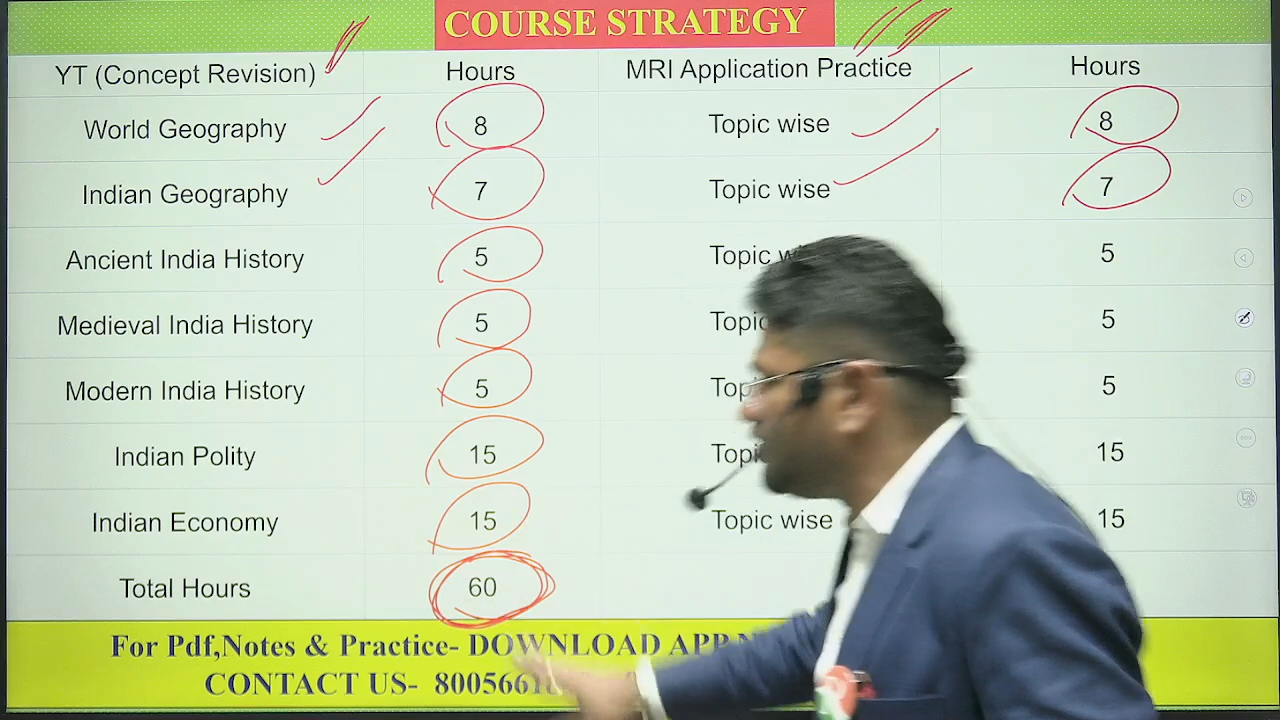 COURSE STRATEGY
YT (Concept Revision) Hours MRI Application Practice Hours
World Geography 8 Topic wise 8
Indian Geography 7 Topic wise 7
Ancient India History 5 Topic 5
Medieval India History 5 5
Modern India History 5 5
Indian Polity 15 15
Indian Economy 15 Topic wise 15
Total Hours 60
For Pdf,Notes & Practice- DOWNLOAD APP
CONTACT US- 800566